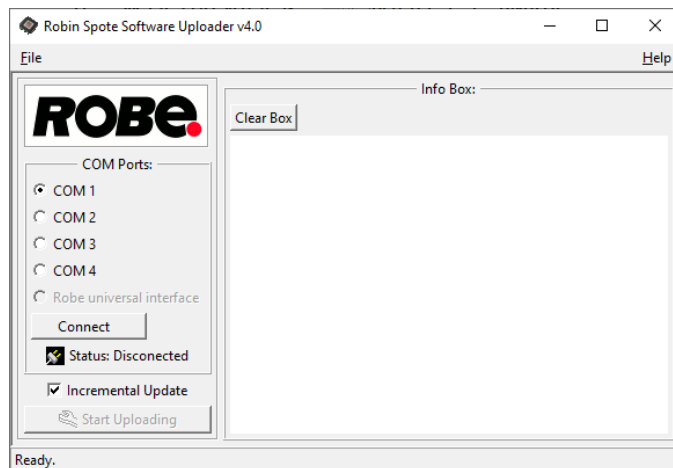 Robin Spote Software Uploader v4.0
File Help
ROBE
Info Box:
Clear Box
COM Ports:
COM 1
COM 2
COM 3
COM 4
Robe universal interface
Connect
Status: Disconected
Incremental Update
Start Uploading
Ready.